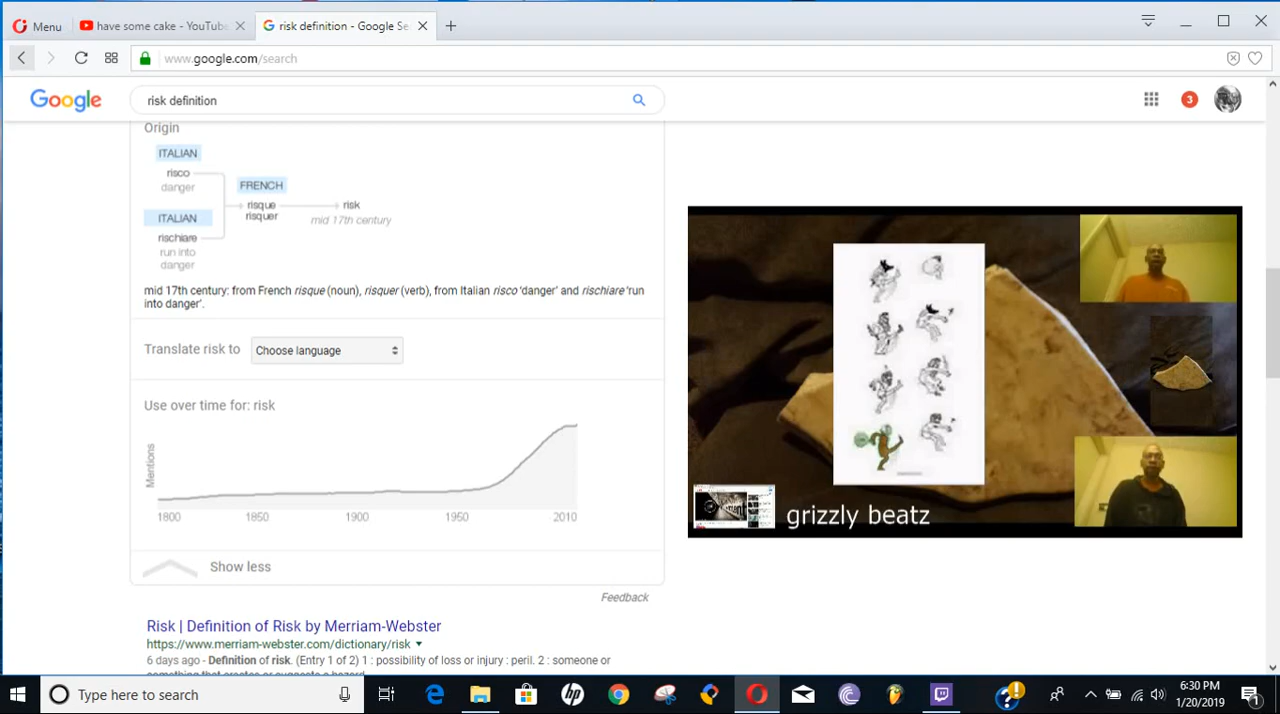 Menu
have some cake - YouTube
risk definition - Google Se
www.google.com/search
Google
risk definition
3
Origin
ITALIAN
risco
danger
FRENCH
risque
risquer
risk
mid 17th century
ITALIAN
rischiare
run into
danger
mid 17th century: from French risque (noun), risquer (verb), from Italian risco 'danger' and rischiare 'run
into danger'.
Translate risk to
Choose language
Use over time for: risk
Mentions
1800 1850 1900 1950 2010
grizzly beatz
Show less
Feedback
Risk | Definition of Risk by Merriam-Webster
https://www.merriam-webster.com/dictionary/risk
6 days ago - Definition of risk. (Entry 1 of 2) 1 : possibility of loss or injury : peril. 2 : someone or
Type here to search
6:30 PM
1/20/2019
1